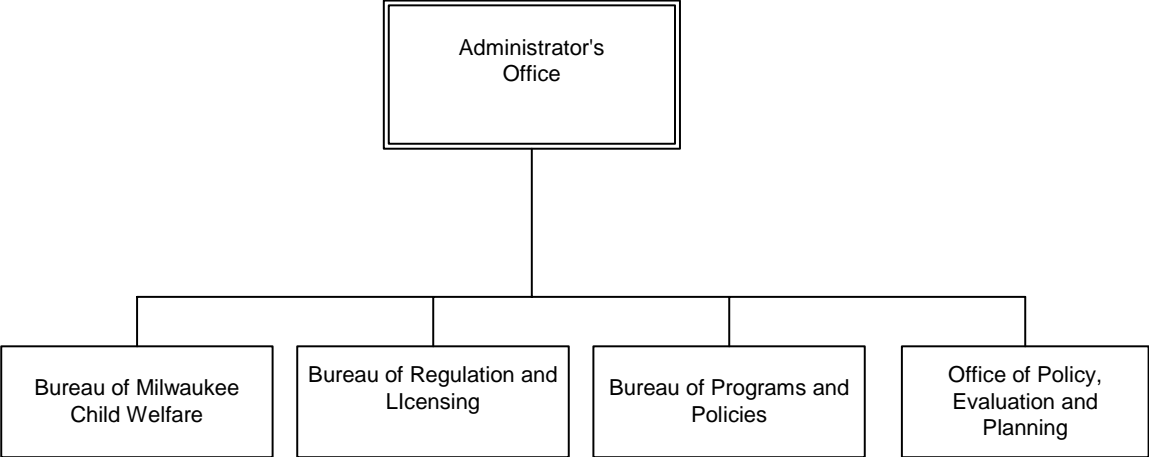 Administrator's
Office
Bureau of Milwaukee
Child Welfare
Bureau of Regulation and
LIcensing
Bureau of Programs and
Policies
Office of Policy,
Evaluation and
Planning